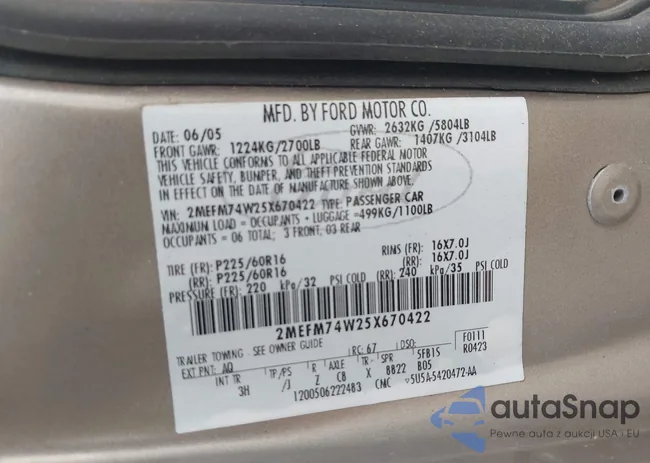 MFD. BY FORD MOTOR CO.
DATE: 06/05 GVWR: 2632KG /5804LB
FRONT GAWR: 1224KG/2700LB REAR GAWR: 1407KG/3104LB
THIS VEHICLE CONFORMS TO ALL APPLICABLE FEDERAL MOTOR
VEHICLE SAFETY, BUMPER, AND THEFT PREVENTION STANDARDS
IN EFFECT ON THE DATE OF MANUFACTURE SHOWN ABOVE.
VIN: 2MEFM74W25X670422 TYPE: PASSENGER CAR
MAXIMUM LOAD = OCCUPANTS + LUGGAGE =499KG/1100LB
OCCUPANTS = 06 TOTAL; 3 FRONT, 03 REAR
TIRE (FR): P225/60R16 RIMS (FR): 16X7.0J
(RR): P225/60R16 (RR): 16X7.0J
PRESSURE (FR): 220 kPa/32 PSI COLD (RR): 240 kPa/35 PSI COLD
2MEFM74W25X670422
TRAILER TOWING - SEE OWNER GUIDE
EXT PNT: AQ RC: 67 DSO: F0111
INT TR TP/PS R AXLE TR SPR 5FB15 R0423
3H /J Z C8 X 8822 B05
1200506222483 CMC 5U5A-5420472-AA
autaSnap
Pewne auta z aukcji USA i EU